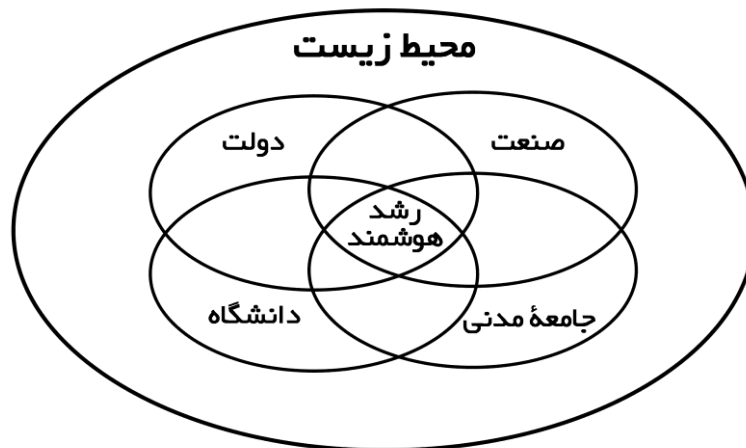 محیط زیست
صنعت
دولت
رشد
هوشمند
جامعهٔ مدنی
دانشگاه